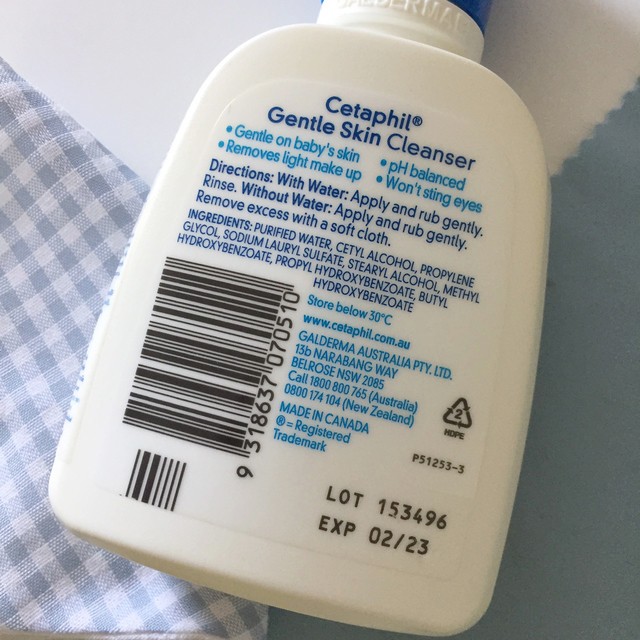 GALDERMA
Cetaphil®
Gentle Skin Cleanser
• Gentle on baby's skin • pH balanced
• Removes light make up • Won't sting eyes
Directions: With Water: Apply and rub gently.
Rinse. Without Water: Apply and rub gently.
Remove excess with a soft cloth.
INGREDIENTS: PURIFIED WATER, CETYL ALCOHOL, PROPYLENE
GLYCOL, SODIUM LAURYL SULFATE, STEARYL ALCOHOL, METHYL
HYDROXYBENZOATE, PROPYL HYDROXYBENZOATE, BUTYL
HYDROXYBENZOATE
Store below 30°C
www.cetaphil.com.au
GALDERMA AUSTRALIA PTY. LTD.
13b NARABANG WAY
BELROSE NSW 2085
Call 1800 800 765 (Australia)
0800 174 104 (New Zealand)
MADE IN CANADA
® = Registered
Trademark
9 318637 070510
2
HDPE
P51253-3
LOT 153496
EXP 02/23